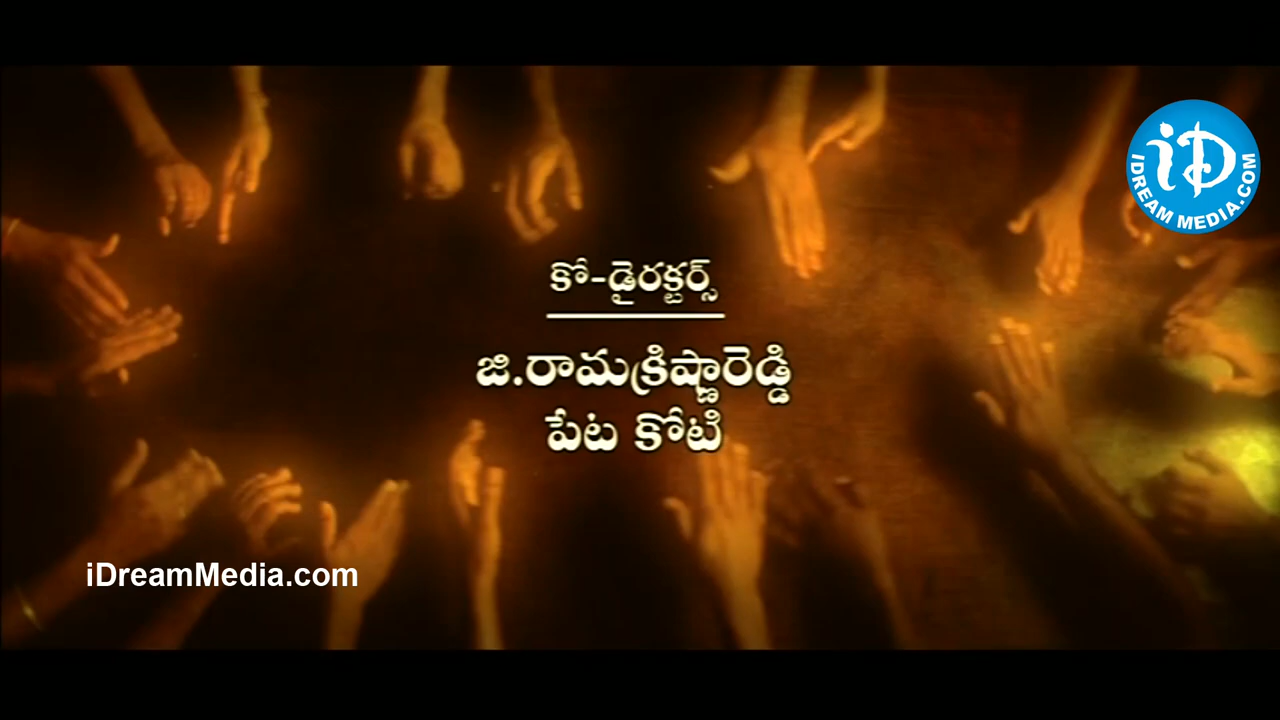 iD
IDREAM MEDIA.COM
కో-డైరక్టర్స్
జి.రామక్రిష్ణారెడ్డి
పేట కోటి
iDreamMedia.com